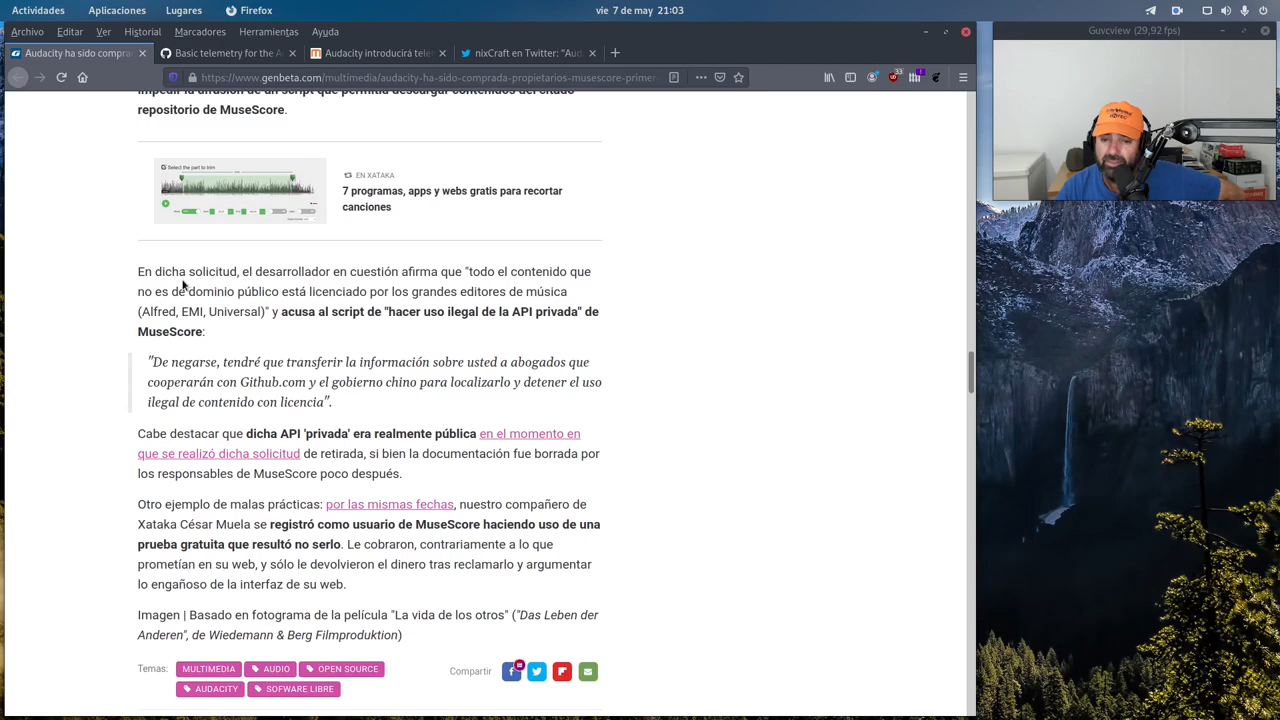 Actividades
Aplicaciones
Lugares
Firefox
vie 7 de may 21:03
Archivo
Editar
Ver
Historial
Marcadores
Herramientas
Ayuda
Guvcview (29,92 fps)
Audacity ha sido compra
Basic telemetry for the A
Audacity introducirá tele
nixCraft en Twitter: "Aud
https://www.genbeta.com/multimedia/audacity-ha-sido-comprada-propietarios-musescore-primer-
33
impedir la difusión de un script que permitía descargar contenidos del citado
repositorio de MuseScore.
Select the part to trim
EN XATAKA
7 programas, apps y webs gratis para recortar
canciones
En dicha solicitud, el desarrollador en cuestión afirma que "todo el contenido que
no es de dominio público está licenciado por los grandes editores de música
(Alfred, EMI, Universal)" y acusa al script de "hacer uso ilegal de la API privada" de
MuseScore:
"De negarse, tendré que transferir la información sobre usted a abogados que
cooperarán con Github.com y el gobierno chino para localizarlo y detener el uso
ilegal de contenido con licencia".
Cabe destacar que dicha API 'privada' era realmente pública en el momento en
que se realizó dicha solicitud de retirada, si bien la documentación fue borrada por
los responsables de MuseScore poco después.
Otro ejemplo de malas prácticas: por las mismas fechas, nuestro compañero de
Xataka César Muela se registró como usuario de MuseScore haciendo uso de una
prueba gratuita que resultó no serlo. Le cobraron, contrariamente a lo que
prometían en su web, y sólo le devolvieron el dinero tras reclamarlo y argumentar
lo engañoso de la interfaz de su web.
Imagen | Basado en fotograma de la película "La vida de los otros" ("Das Leben der
Anderen", de Wiedemann & Berg Filmproduktion)
Temas:
MULTIMEDIA
AUDIO
OPEN SOURCE
AUDACITY
SOFWARE LIBRE
Compartir